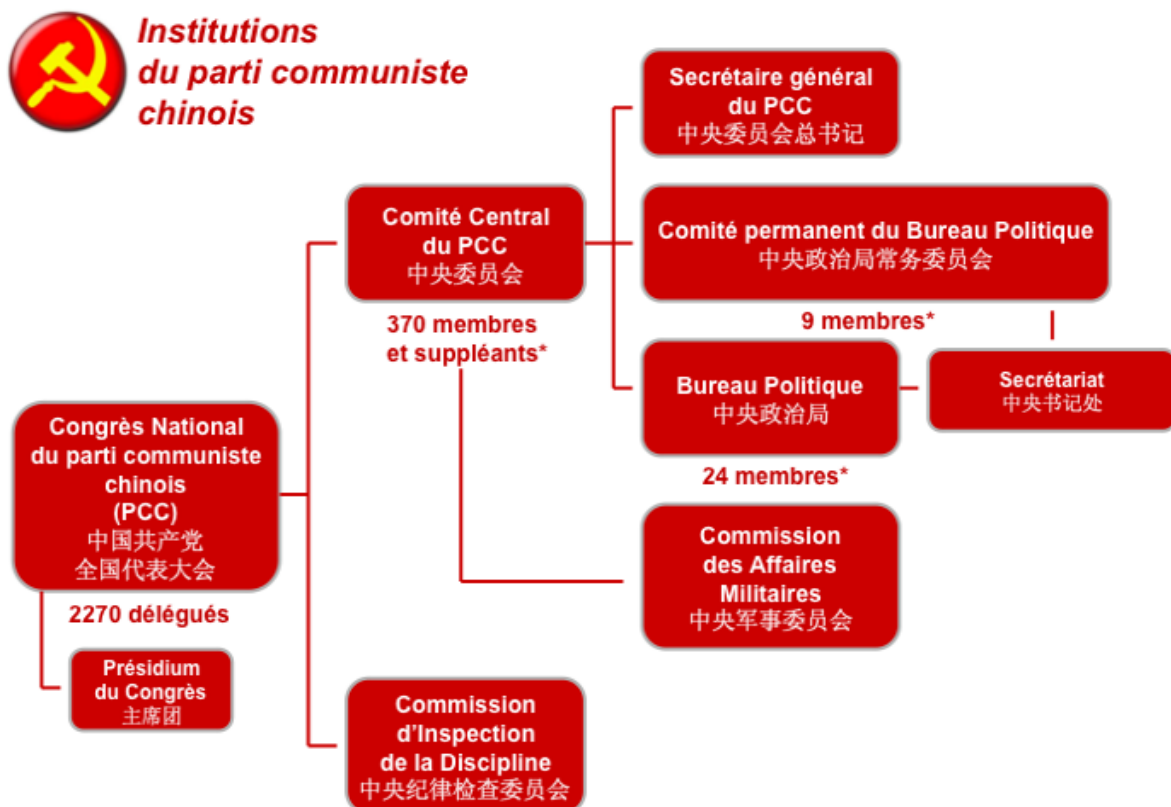 Institutions
du parti communiste
chinois
Secrétaire général
du PCC
中央委员会总书记
Comité Central
du PCC
中央委员会
370 membres
et suppléants*
Comité permanent du Bureau Politique
中央政治局常务委员会
9 membres*
Bureau Politique
中央政治局
24 membres*
Secrétariat
中央书记处
Congrès National
du parti communiste
chinois
(PCC)
中国共产党
全国代表大会
2270 délégués
Présidium
du Congrès
主席团
Commission
des Affaires
Militaires
中央军事委员会
Commission
d'Inspection
de la Discipline
中央纪律检查委员会